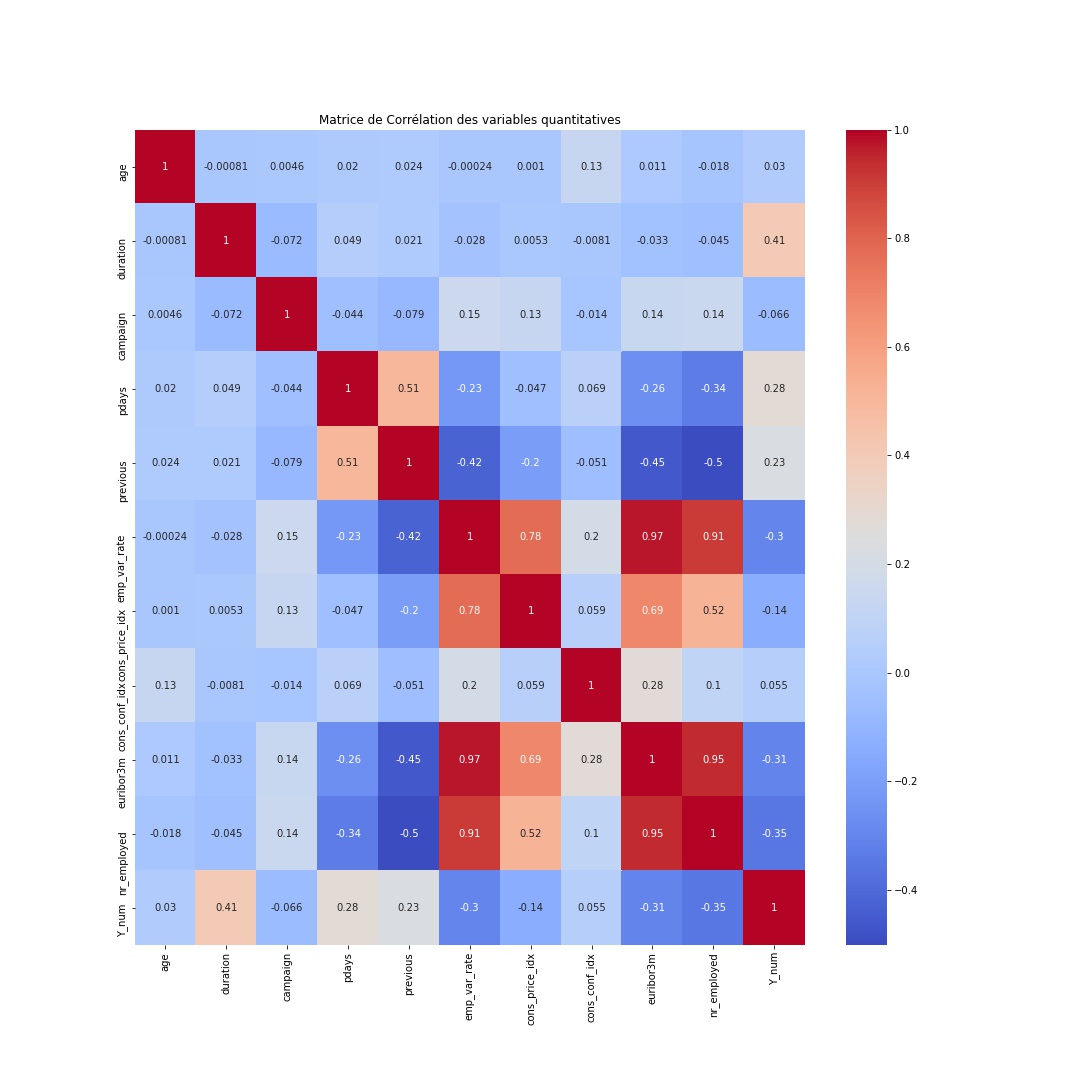 Matrice de Corrélation des variables quantitatives
age 1 -0.00081 0.0046 0.02 0.024 -0.00024 0.001 0.13 0.011 -0.018 0.03
duration -0.00081 1 -0.072 0.049 0.021 -0.028 0.0053 -0.0081 -0.033 -0.045 0.41
campaign 0.0046 -0.072 1 -0.044 -0.079 0.15 0.13 -0.014 0.14 0.14 -0.066
pdays 0.02 0.049 -0.044 1 0.51 -0.23 -0.047 0.069 -0.26 -0.34 0.28
previous 0.024 0.021 -0.079 0.51 1 -0.42 -0.2 -0.051 -0.45 -0.5 0.23
emp_var_rate -0.00024 -0.028 0.15 -0.23 -0.42 1 0.78 0.2 0.97 0.91 -0.3
cons_price_idx 0.001 0.0053 0.13 -0.047 -0.2 0.78 1 0.059 0.69 0.52 -0.14
cons_conf_idx 0.13 -0.0081 -0.014 0.069 -0.051 0.2 0.059 1 0.28 0.1 0.055
euribor3m 0.011 -0.033 0.14 -0.26 -0.45 0.97 0.69 0.28 1 0.95 -0.31
nr_employed -0.018 -0.045 0.14 -0.34 -0.5 0.91 0.52 0.1 0.95 1 -0.35
Y_num 0.03 0.41 -0.066 0.28 0.23 -0.3 -0.14 0.055 -0.31 -0.35 1
age duration campaign pdays previous emp_var_rate cons_price_idx cons_conf_idx euribor3m nr_employed Y_num
1.0
0.8
0.6
0.4
0.2
0.0
−0.2
−0.4